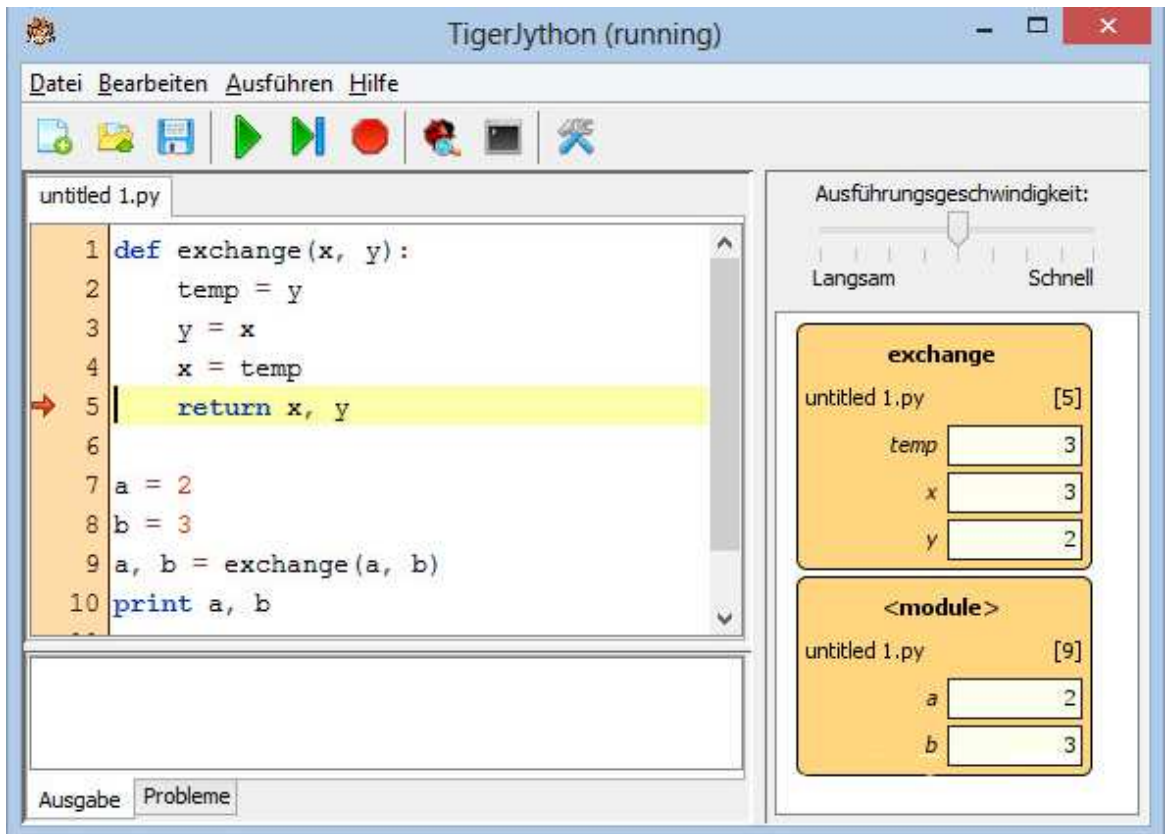 TigerJython (running)
Datei Bearbeiten Ausführen Hilfe
untitled 1.py
1 def exchange(x, y):
2     temp = y
3     y = x
4     x = temp
5     return x, y
6
7 a = 2
8 b = 3
9 a, b = exchange(a, b)
10 print a, b
Ausgabe Probleme
Ausführungsgeschwindigkeit:
Langsam Schnell
exchange
untitled 1.py [5]
temp 3
x 3
y 2
<module>
untitled 1.py [9]
a 2
b 3